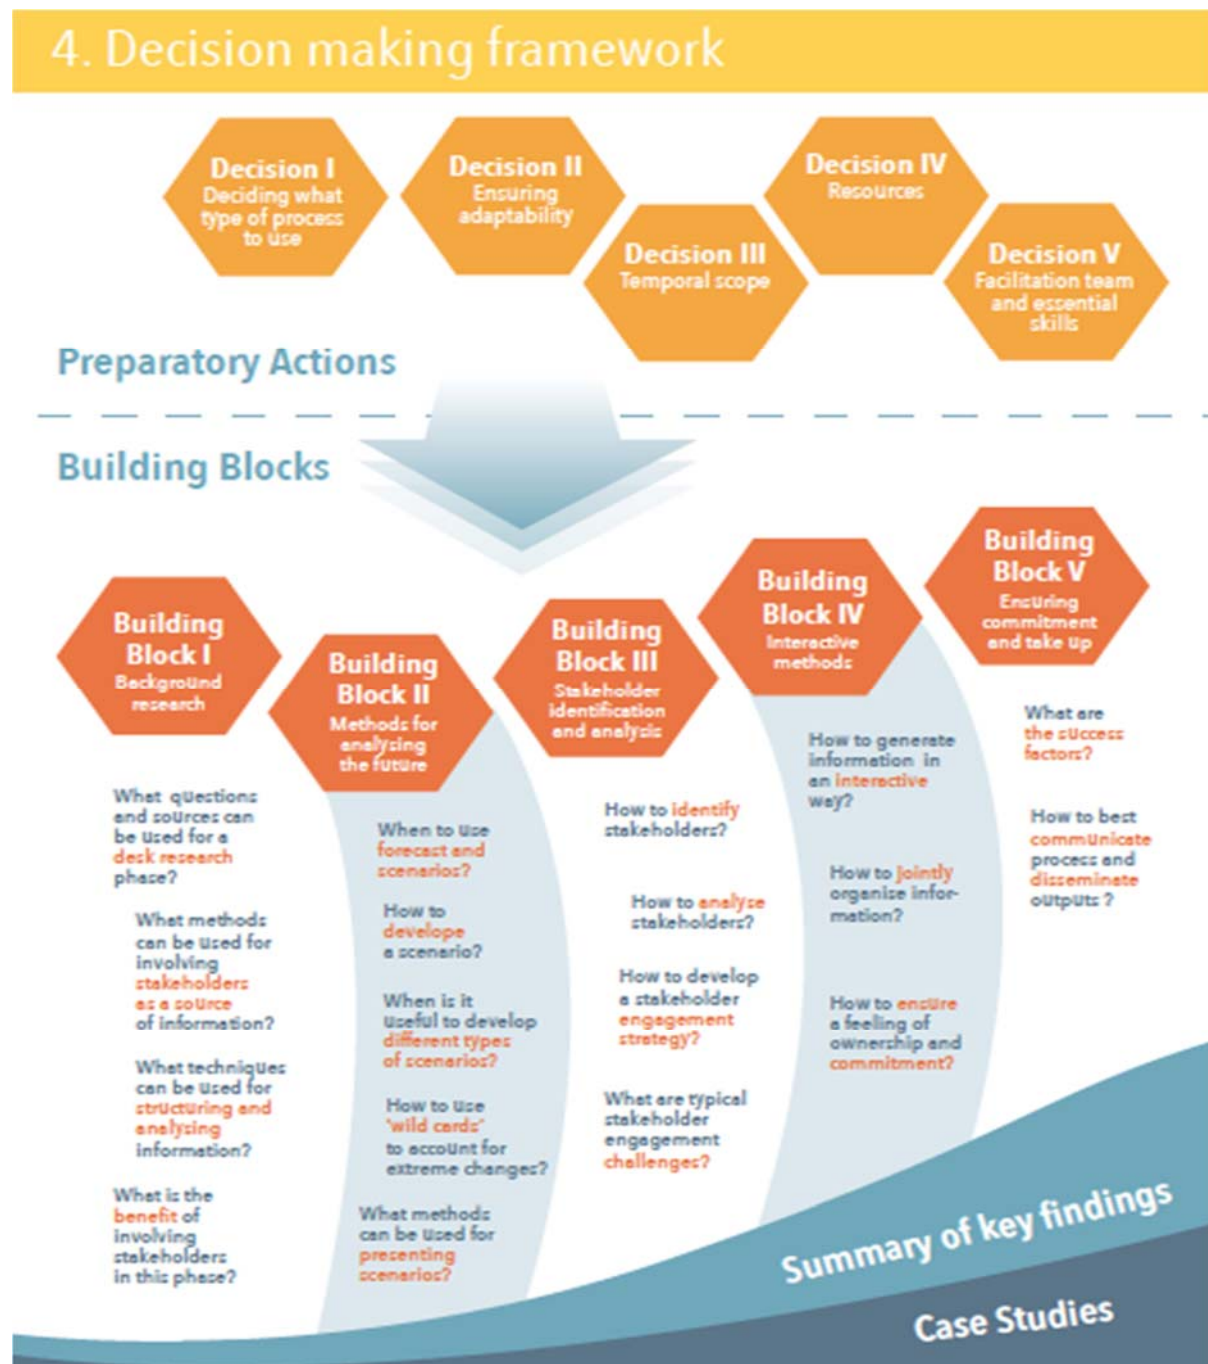 4. Decision making framework
Decision I
Deciding what
type of process
to use
Decision II
Ensuring
adaptability
Decision III
Temporal scope
Decision IV
Resources
Decision V
Facilitation team
and essential
skills
Preparatory Actions
Building Blocks
Building
Block I
Background
research
What questions
and sources can
be used for a
desk research
phase?
What methods
can be used for
involving
stakeholders
as a source
of information?
What techniques
can be used for
structuring and
analysing
information?
What is the
benefit of
involving
stakeholders
in this phase?
Building
Block II
Methods for
analysing
the future
When to use
forecast and
scenarios?
How to
develope
a scenario?
When is it
useful to develop
different types
of scenarios?
How to use
'wild cards'
to account for
extreme changes?
What methods
can be used for
presenting
scenarios?
Building
Block III
Stakeholder
identification
and analysis
How to identify
stakeholders?
How to analyse
stakeholders?
How to develop
a stakeholder
engagement
strategy?
What are typical
stakeholder
engagement
challenges?
Building
Block IV
Interactive
methods
How to generate
information in
an interactive
way?
How to jointly
organise infor-
mation?
How to ensure
a feeling of
ownership and
commitment?
Building
Block V
Ensuring
commitment
and take up
What are
the success
factors?
How to best
communicate
process and
disseminate
outputs ?
Summary of key findings
Case Studies